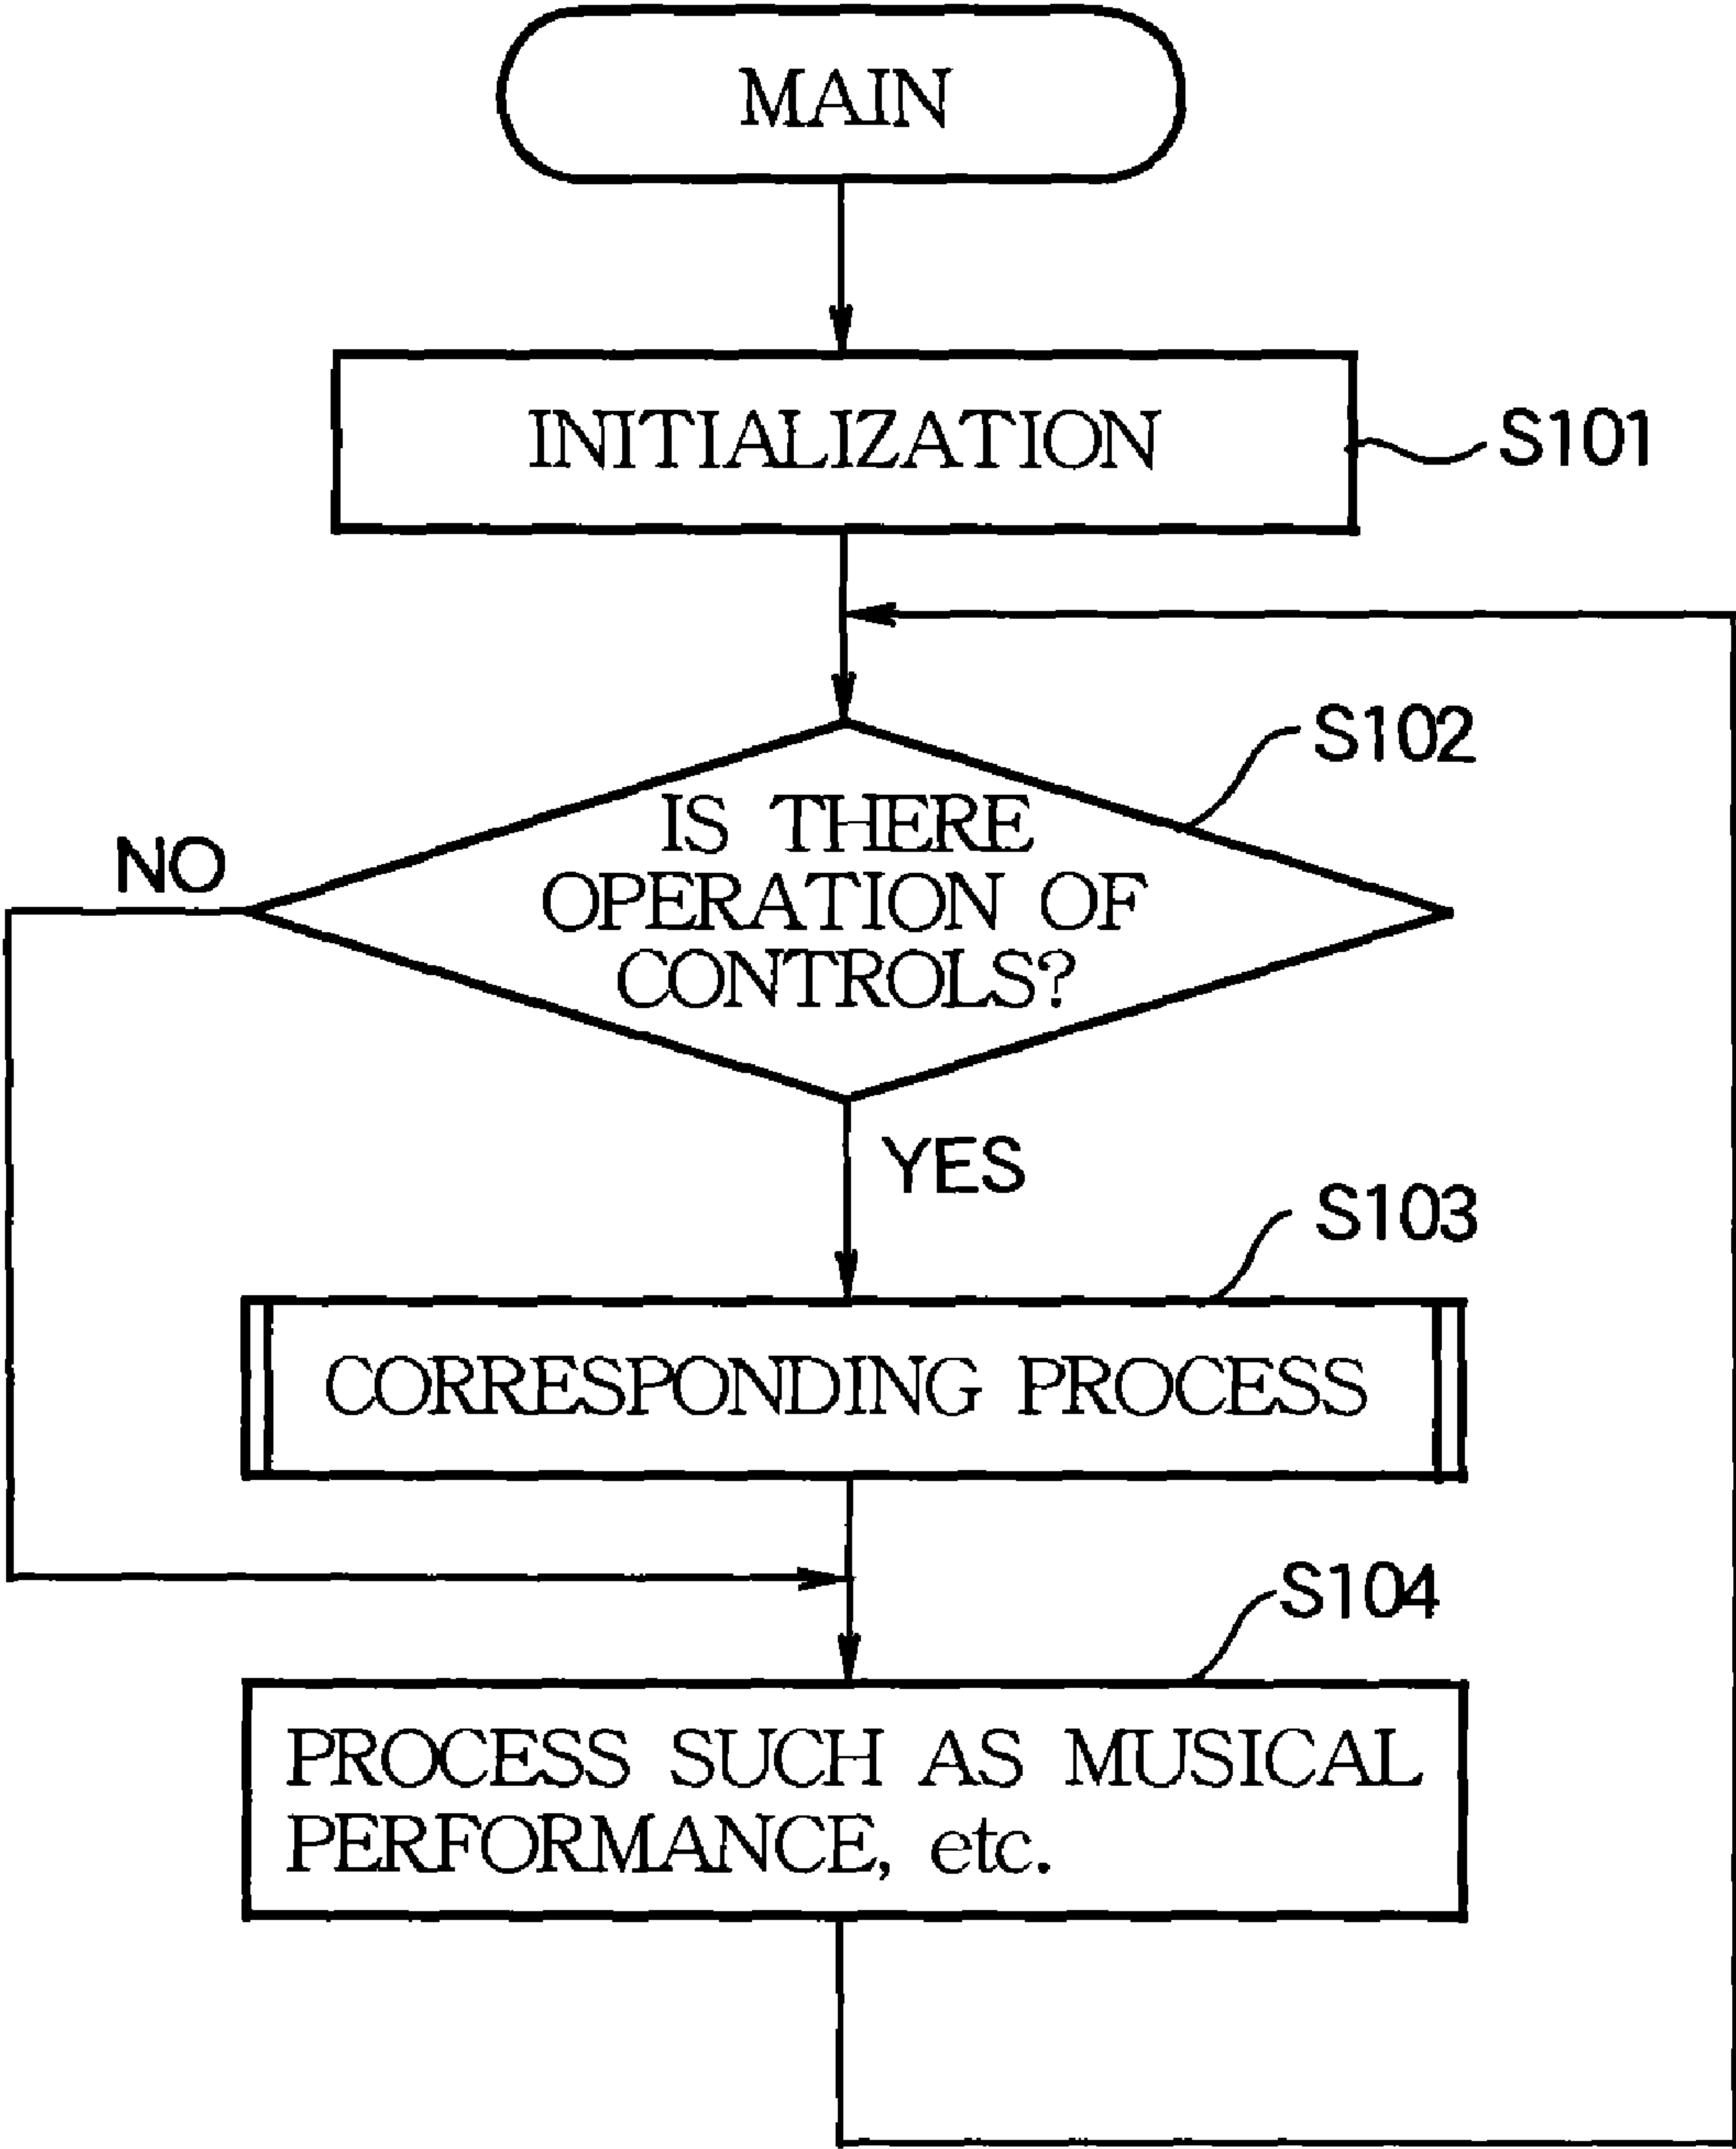 MAIN
INITIALIZATION
S101
S102
IS THERE
OPERATION OF
CONTROLS?
NO
YES
S103
CORRESPONDING PROCESS
S104
PROCESS SUCH AS MUSICAL
PERFORMANCE, etc.